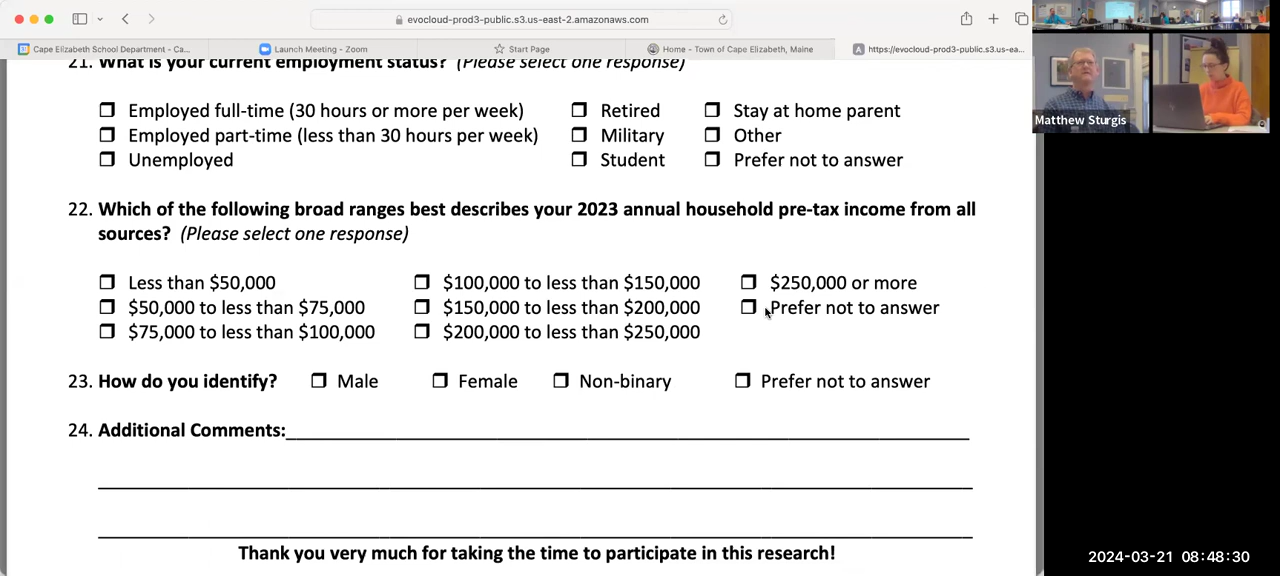 evocloud-prod3-public.s3.us-east-2.amazonaws.com
Cape Elizabeth School Department - Ca...
Launch Meeting - Zoom
Start Page
Home - Town of Cape Elizabeth, Maine
https://evocloud-prod3-public.s3.us-ea...
Matthew Sturgis
21. What is your current employment status? (Please select one response)
Employed full-time (30 hours or more per week)
Retired
Stay at home parent
Employed part-time (less than 30 hours per week)
Military
Other
Unemployed
Student
Prefer not to answer
22. Which of the following broad ranges best describes your 2023 annual household pre-tax income from all
sources? (Please select one response)
Less than $50,000
$100,000 to less than $150,000
$250,000 or more
$50,000 to less than $75,000
$150,000 to less than $200,000
Prefer not to answer
$75,000 to less than $100,000
$200,000 to less than $250,000
23. How do you identify? Male Female Non-binary Prefer not to answer
24. Additional Comments:
Thank you very much for taking the time to participate in this research!
2024-03-21 08:48:30